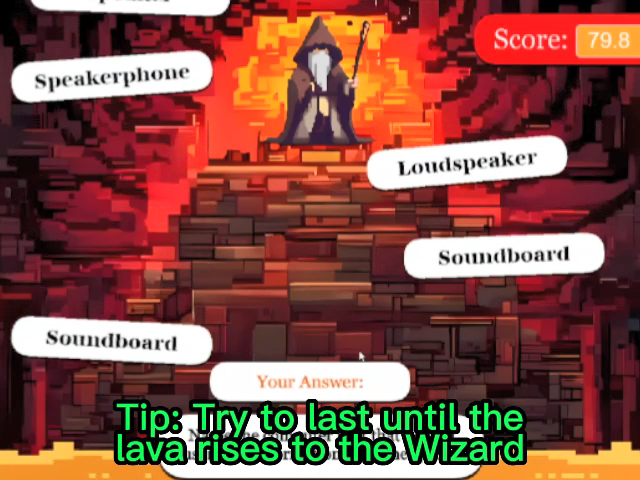 Score: 79.8
Speakerphone
Loudspeaker
Soundboard
Soundboard
Your Answer:
Tip: Try to last until the
lava rises to the Wizard